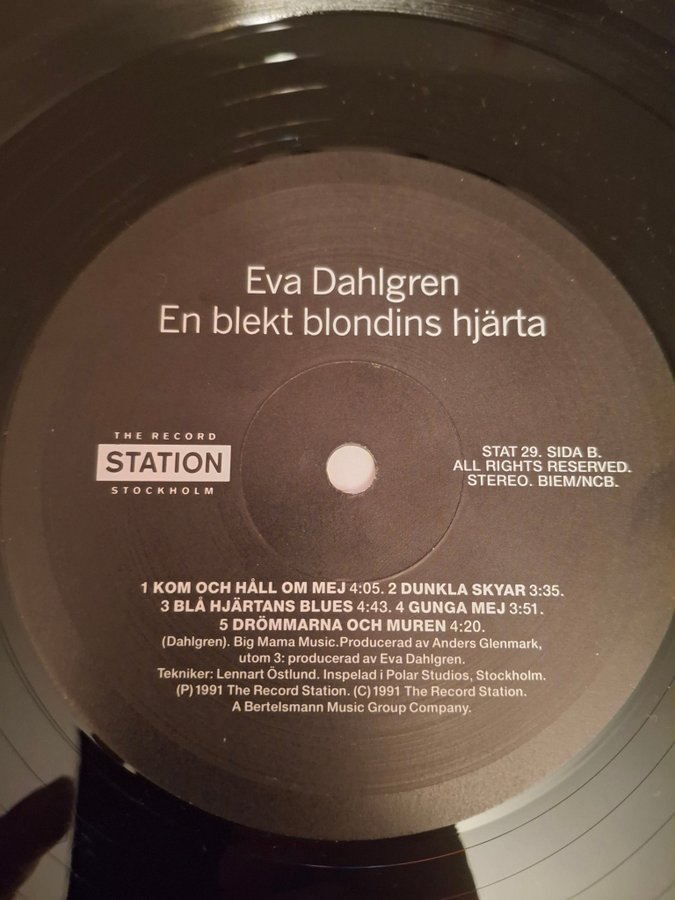 Eva Dahlgren
En blekt blondins hjärta
THE RECORD
STATION
STOCKHOLM
STAT 29. SIDA B.
ALL RIGHTS RESERVED.
STEREO. BIEM/NCB.
1 KOM OCH HÅLL OM MEJ 4:05. 2 DUNKLA SKYAR 3:35.
3 BLÅ HJÄRTANS BLUES 4:43. 4 GUNGA MEJ 3:51.
5 DRÖMMARNA OCH MUREN 4:20.
(Dahlgren). Big Mama Music.Producerad av Anders Glenmark,
utom 3: producerad av Eva Dahlgren.
Tekniker: Lennart Östlund. Inspelad i Polar Studios, Stockholm.
(P) 1991 The Record Station. (C) 1991 The Record Station.
A Bertelsmann Music Group Company.